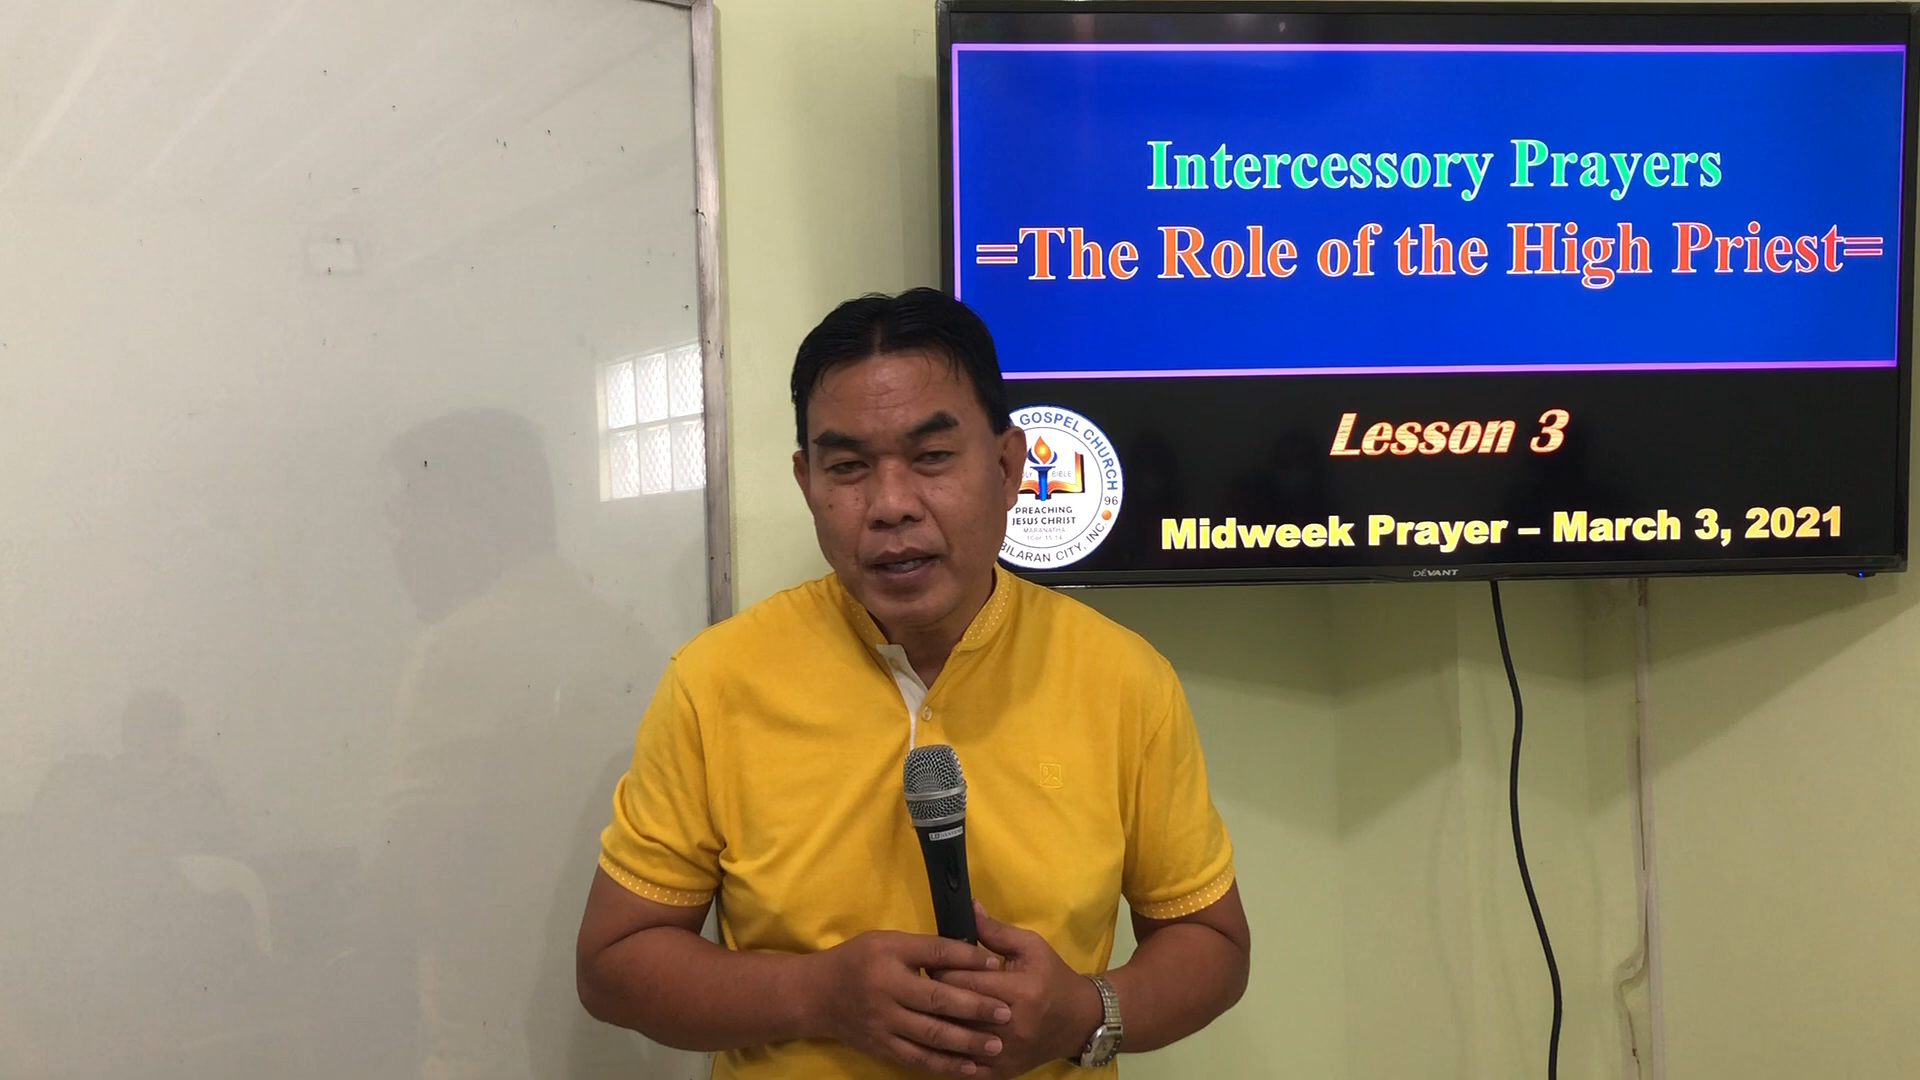 Intercessory Prayers
=The Role of the High Priest=
Lesson 3
Midweek Prayer – March 3, 2021
GOSPEL CHURCH
BIBLE
96
PREACHING
JESUS CHRIST
MARANATHA
BILARAN CITY, INC
DEVANT